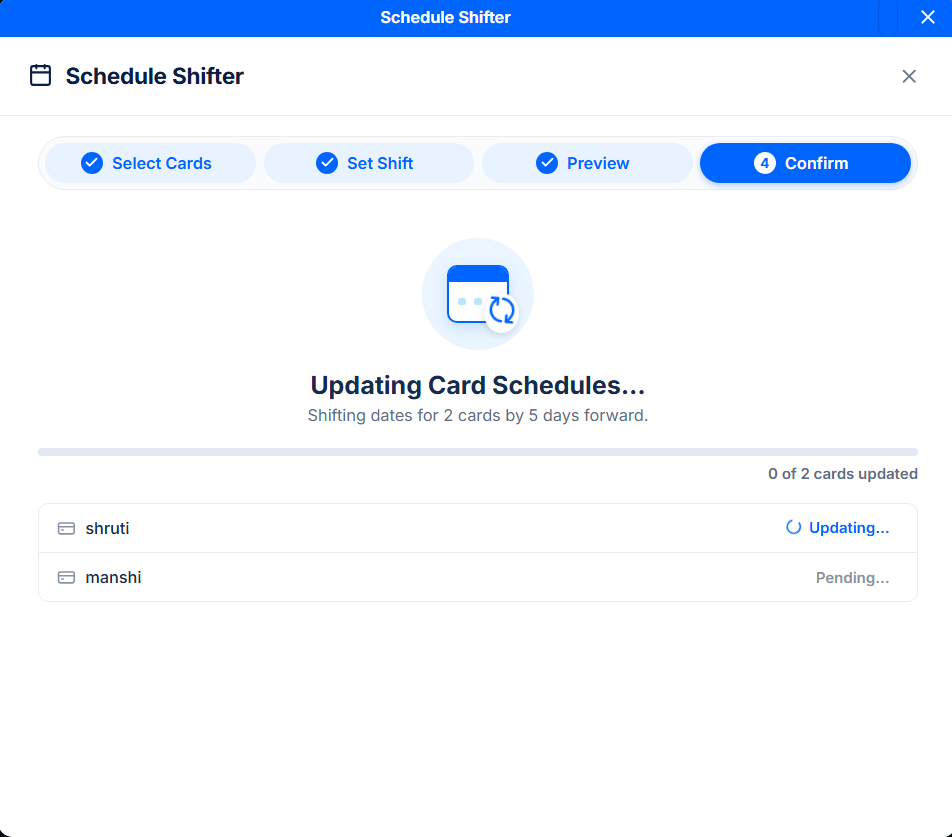 Schedule Shifter
Schedule Shifter
Select Cards
Set Shift
Preview
4 Confirm
Updating Card Schedules...
Shifting dates for 2 cards by 5 days forward.
0 of 2 cards updated
shruti Updating...
manshi Pending...